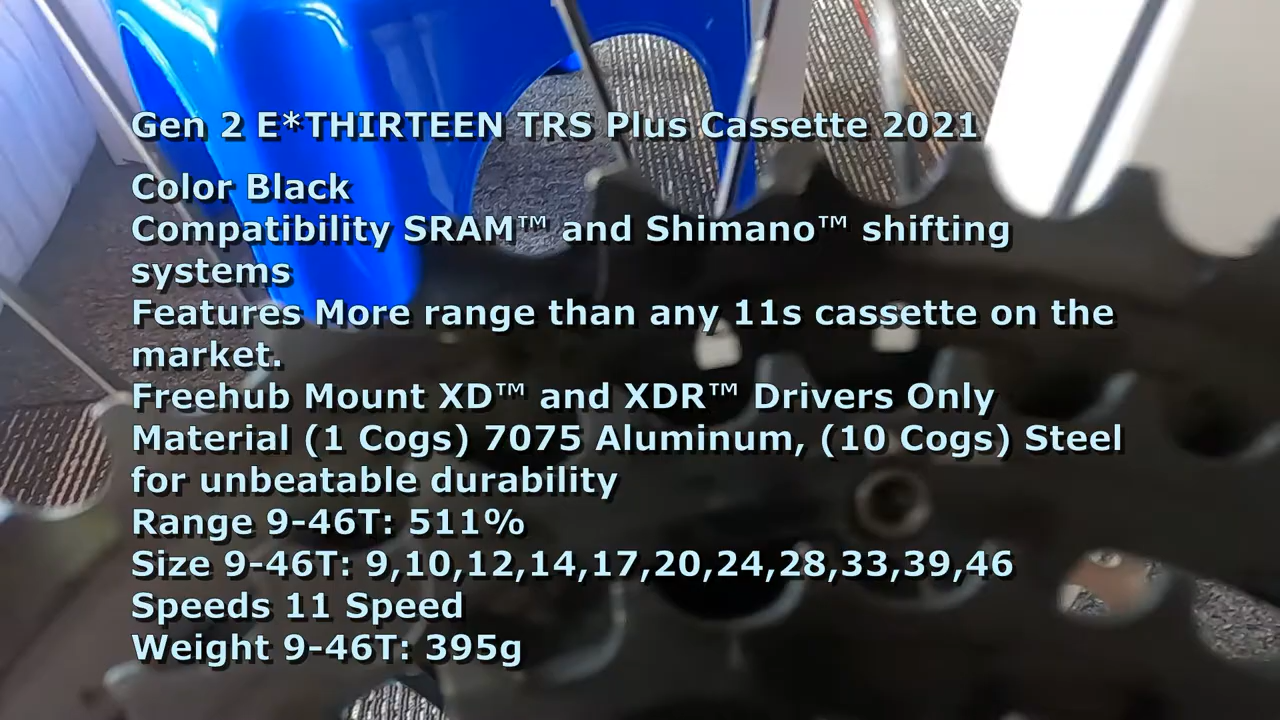 Gen 2 E*THIRTEEN TRS Plus Cassette 2021
Color Black
Compatibility SRAM™ and Shimano™ shifting
systems
Features More range than any 11s cassette on the
market.
Freehub Mount XD™ and XDR™ Drivers Only
Material (1 Cogs) 7075 Aluminum, (10 Cogs) Steel
for unbeatable durability
Range 9-46T: 511%
Size 9-46T: 9,10,12,14,17,20,24,28,33,39,46
Speeds 11 Speed
Weight 9-46T: 395g